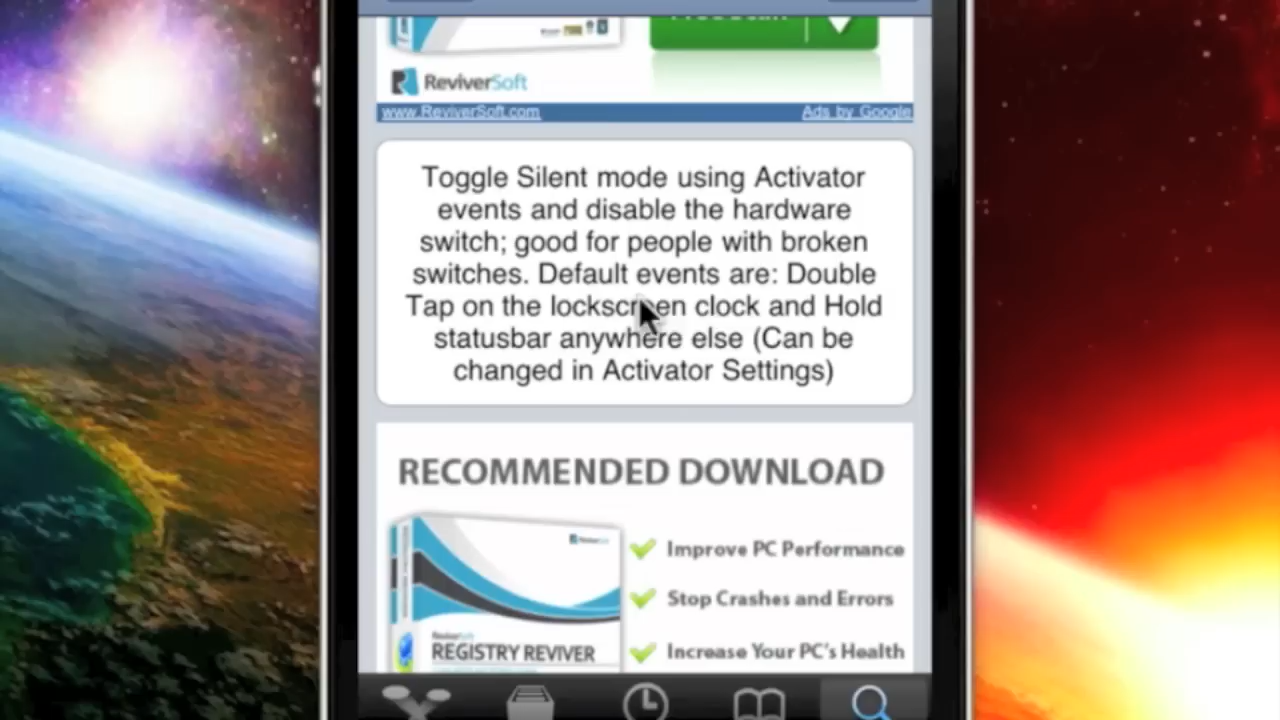 ReviverSoft
www.ReviverSoft.com Ads by Google
Toggle Silent mode using Activator
events and disable the hardware
switch; good for people with broken
switches. Default events are: Double
Tap on the lockscreen clock and Hold
statusbar anywhere else (Can be
changed in Activator Settings)
RECOMMENDED DOWNLOAD
Improve PC Performance
Stop Crashes and Errors
ReviverSoft
REGISTRY REVIVER
Increase Your PC's Health